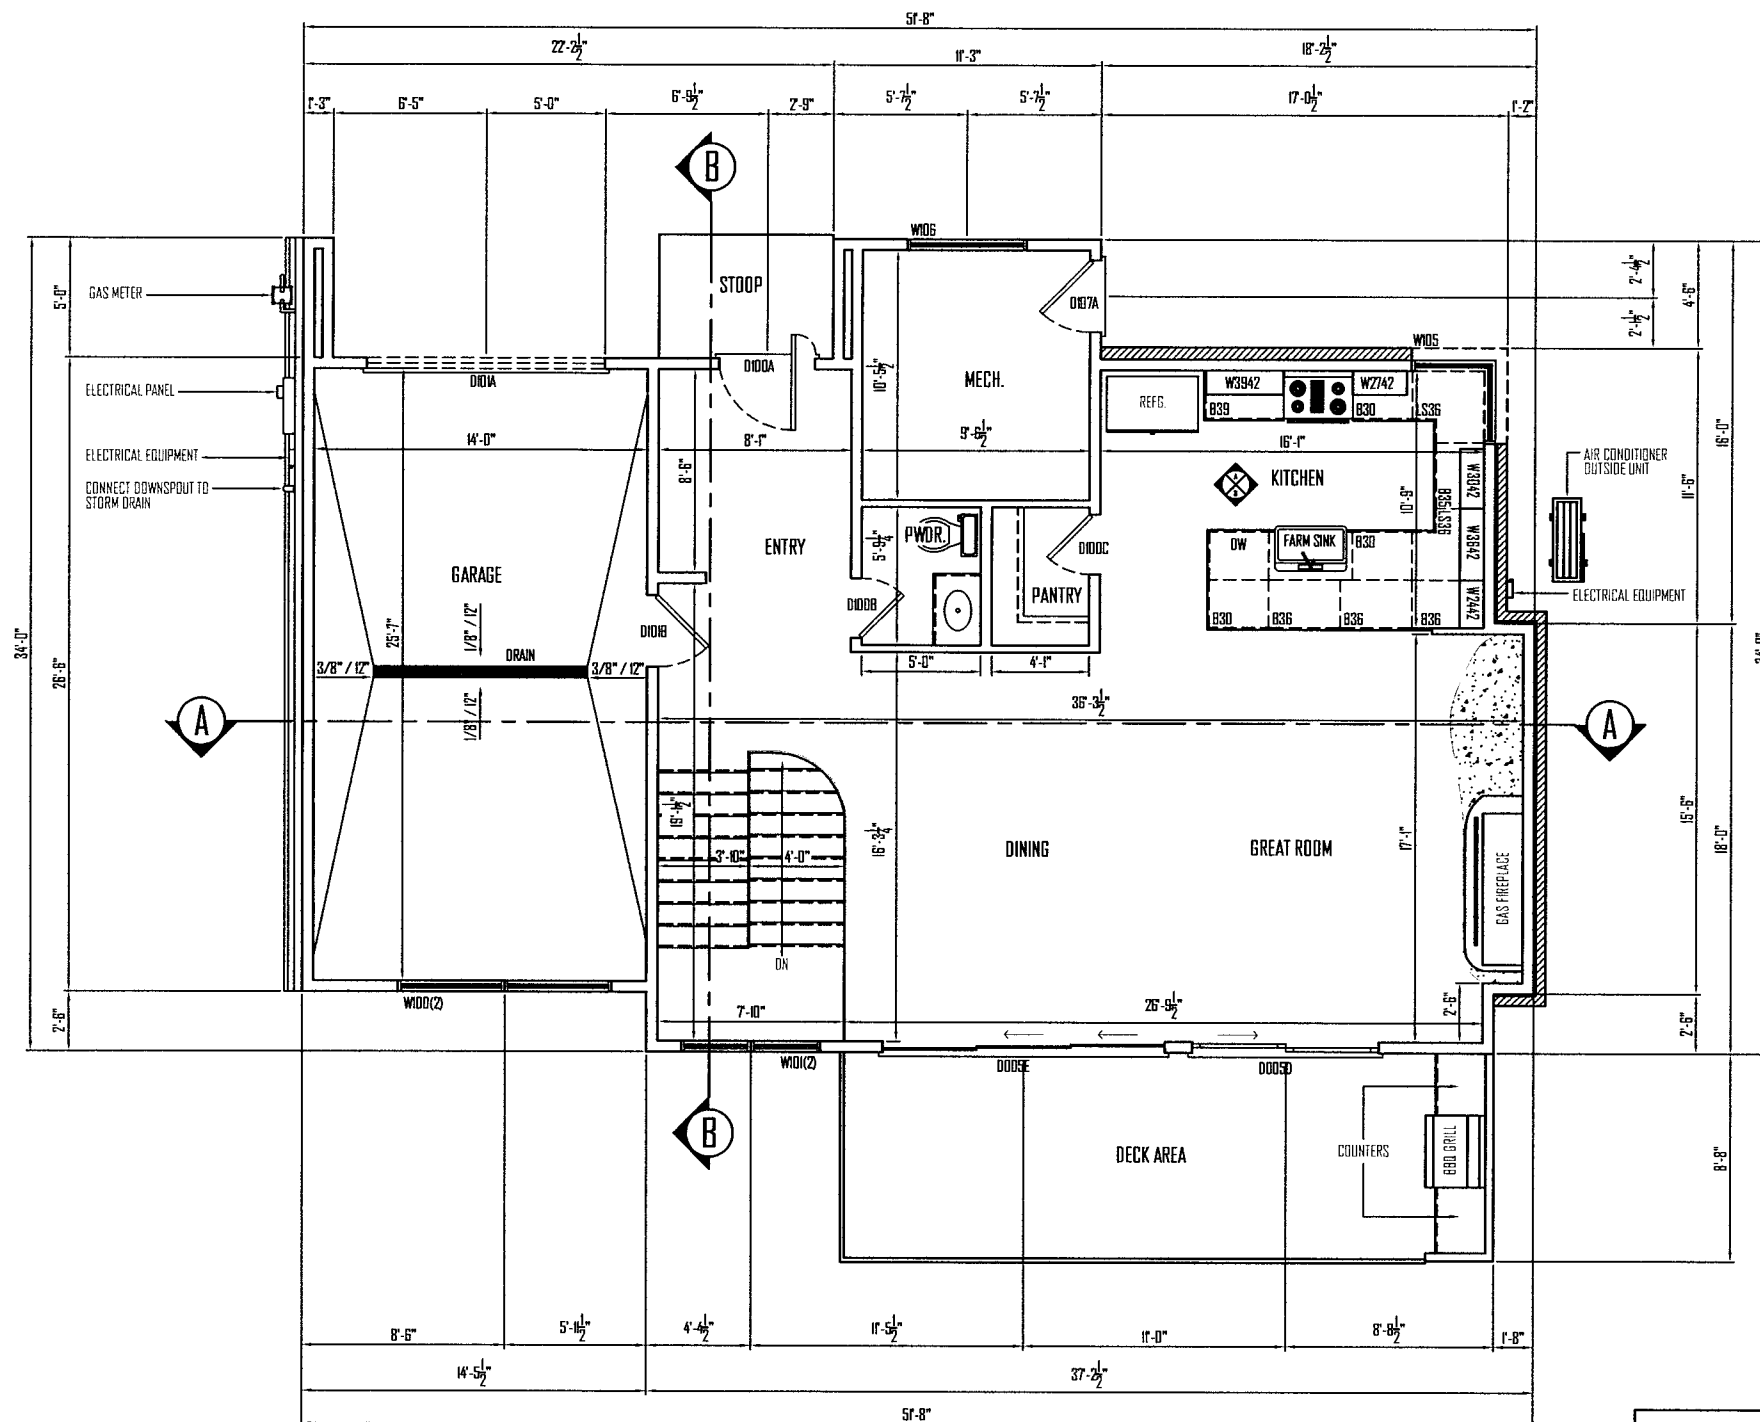 51'-8"
22'-2 1/2"
11'-3"
18'-2 1/2"
1'-3"
6'-5"
5'-0"
6'-9 1/2"
2'-9"
5'-7 1/2"
5'-7 1/2"
17'-0 1/2"
1'-2"
B
W106
STOOP
D107A
2'-4 1/2"
4'-6"
2'-1 1/2"
GAS METER
5'-0"
W105
D101A
D100A
10'-5 1/2"
MECH.
REFG.
W3942
W2742
B39
B30
LS36
ELECTRICAL PANEL
14'-0"
8'-1"
9'-6 1/2"
16'-1"
16'-0"
ELECTRICAL EQUIPMENT
8'-6"
KITCHEN
W3042
AIR CONDITIONER
OUTSIDE UNIT
CONNECT DOWNSPOUT TO
STORM DRAIN
10'-9"
B35
LS36
11'-6"
ENTRY
5'-9 1/4"
PWDR.
D100C
DW
FARM SINK
B30
W3642
GARAGE
D100B
PANTRY
W2442
ELECTRICAL EQUIPMENT
1/8" / 12"
25'-7"
D101B
B30
B36
B36
B36
34'-0"
26'-6"
3/8" / 12"
DRAIN
3/8" / 12"
5'-0"
4'-1"
1/8" / 12"
36'-3 1/2"
A
A
19'-1 1/2"
3'-10"
4'-0"
16'-3 1/4"
DINING
GREAT ROOM
17'-1"
15'-6"
18'-0"
GAS FIREPLACE
DN
W100(2)
7'-10"
26'-9 1/2"
2'-6"
2'-6"
2'-6"
W101(2)
D005E
D005D
B
DECK AREA
COUNTERS
BBQ GRILL
8'-8"
8'-6"
5'-11 1/2"
4'-4 1/2"
11'-5 1/2"
11'-0"
8'-8 1/2"
1'-8"
14'-5 1/2"
37'-2 1/2"
51'-8"